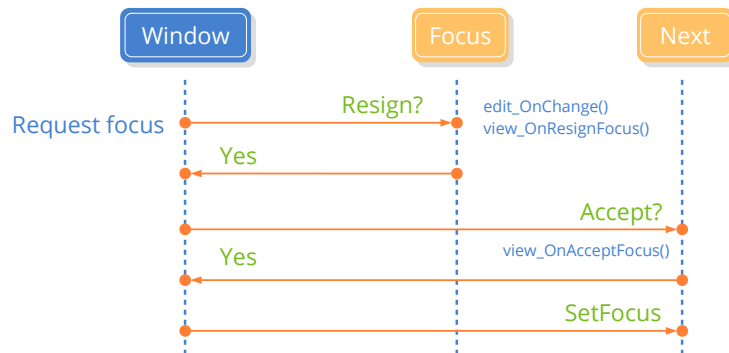 Window
Focus
Next
Resign?
edit_OnChange()
Request focus
view_OnResignFocus()
Yes
Accept?
Yes
view_OnAcceptFocus()
SetFocus